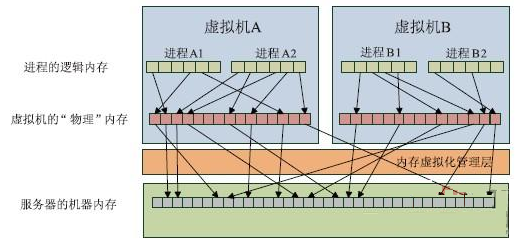 虚拟机A
虚拟机B
进程的逻辑内存
进程A1
进程A2
进程B1
进程B2
虚拟机的“物理”内存
内存虚拟化管理层
服务器的机器内存